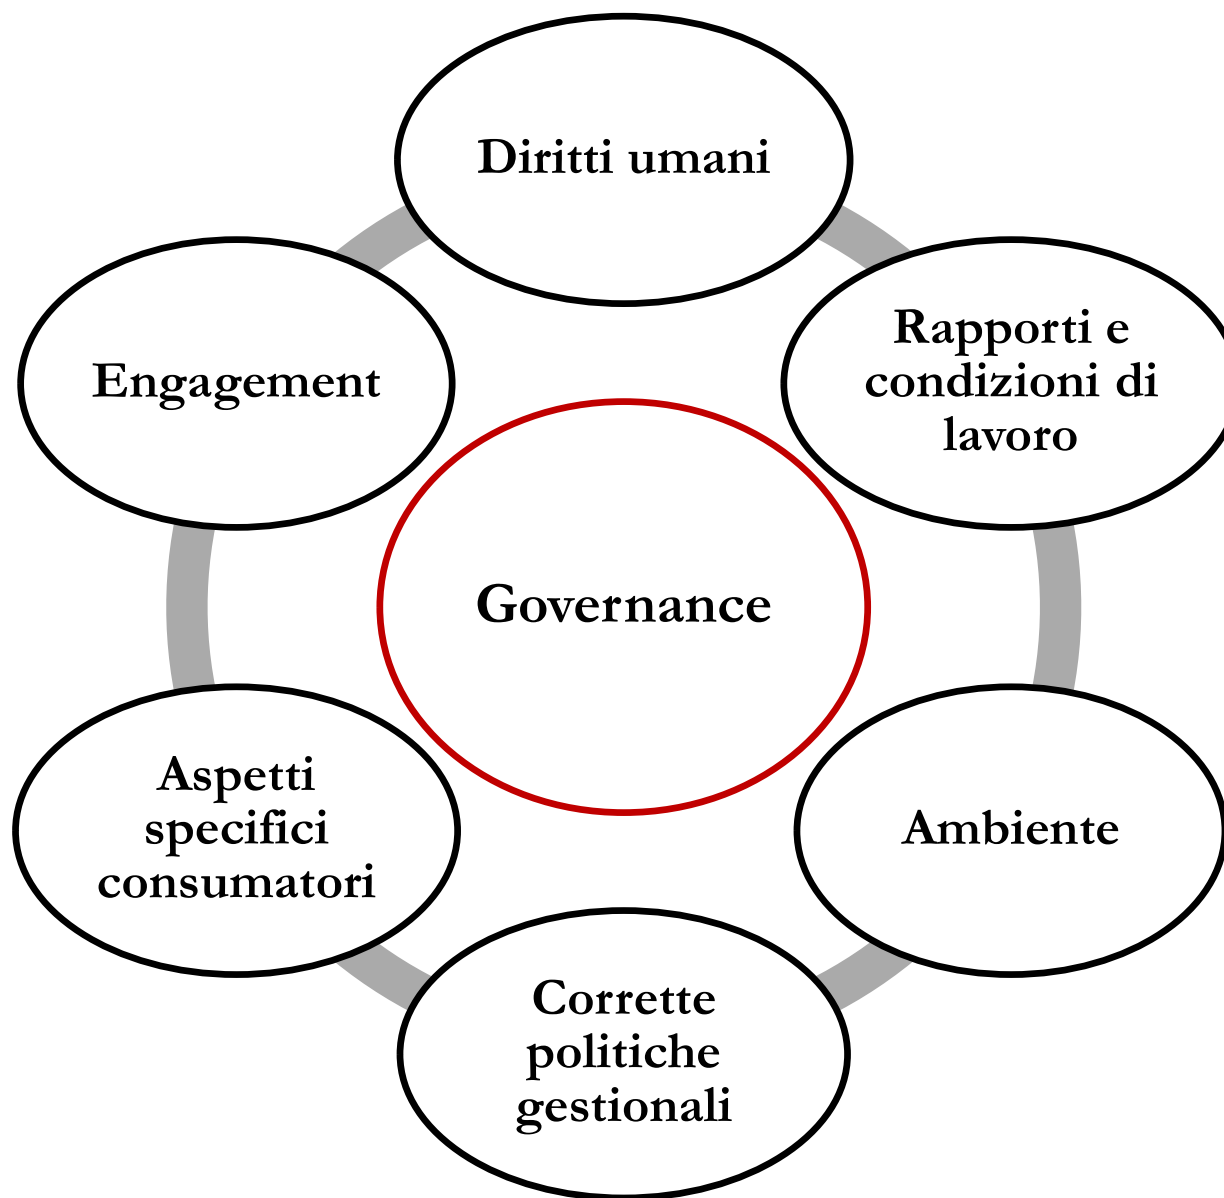 Diritti umani
Rapporti e
condizioni di
lavoro
Engagement
Governance
Aspetti
specifici
consumatori
Ambiente
Corrette
politiche
gestionali